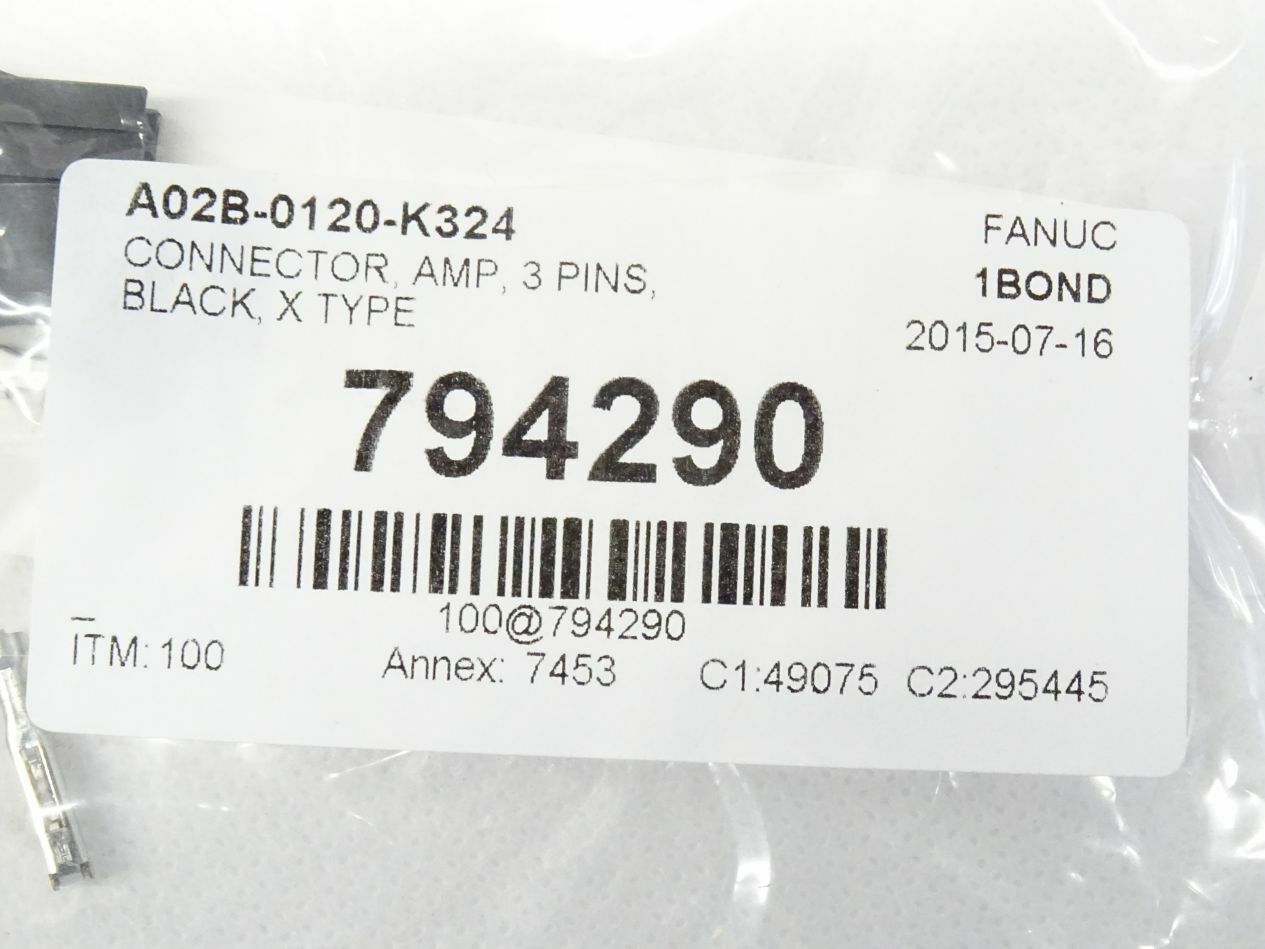 A02B-0120-K324
CONNECTOR, AMP, 3 PINS,
BLACK, X TYPE
FANUC
1BOND
2015-07-16
794290
100@794290
ITM: 100
Annex: 7453
C1:49075
C2:295445